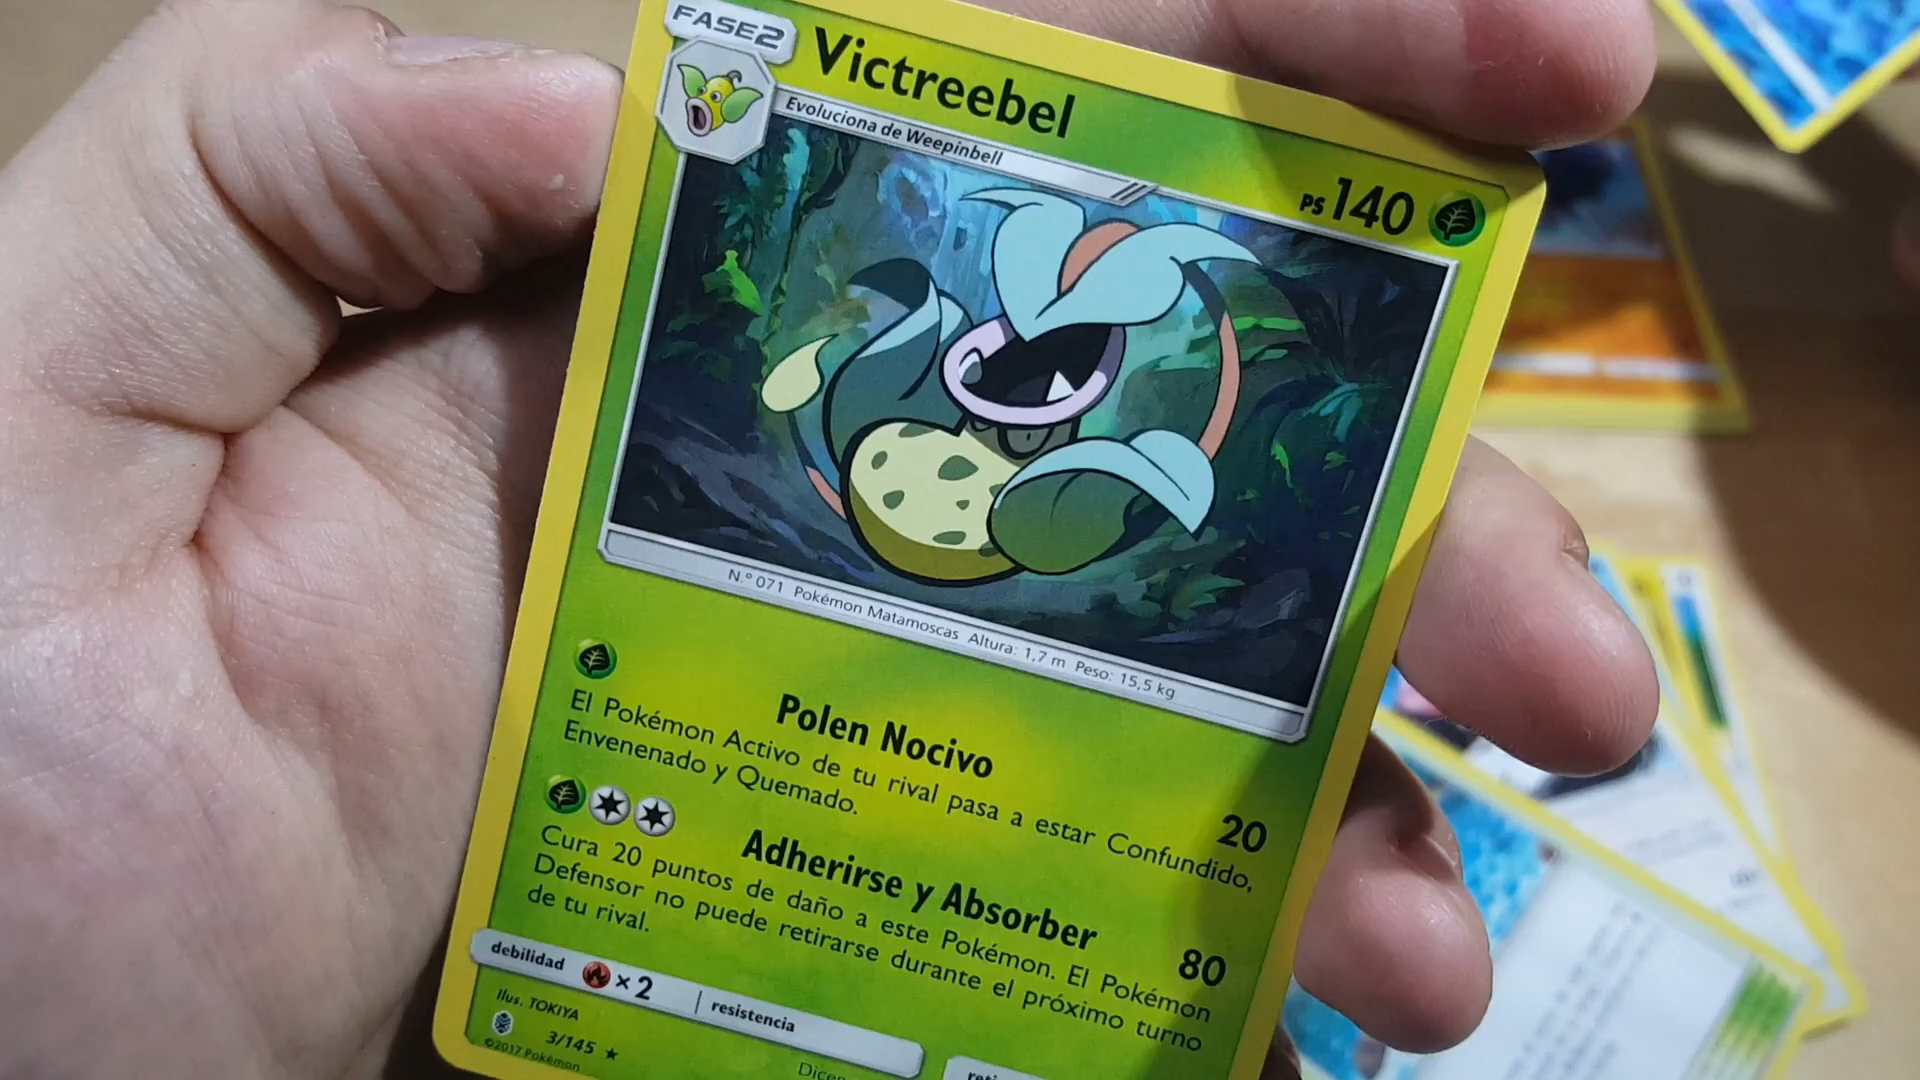 FASE2
Victreebel
Evoluciona de Weepinbell
PS 140
N.º 071 Pokémon Matamoscas Altura: 1,7 m Peso: 15,5 kg
Polen Nocivo
20
El Pokémon Activo de tu rival pasa a estar Confundido,
Envenenado y Quemado.
Adherirse y Absorber
80
Cura 20 puntos de daño a este Pokémon. El Pokémon
Defensor no puede retirarse durante el próximo turno
de tu rival.
debilidad
×2
resistencia
Ilus. TOKIYA
3/145
©2017 Pokémon